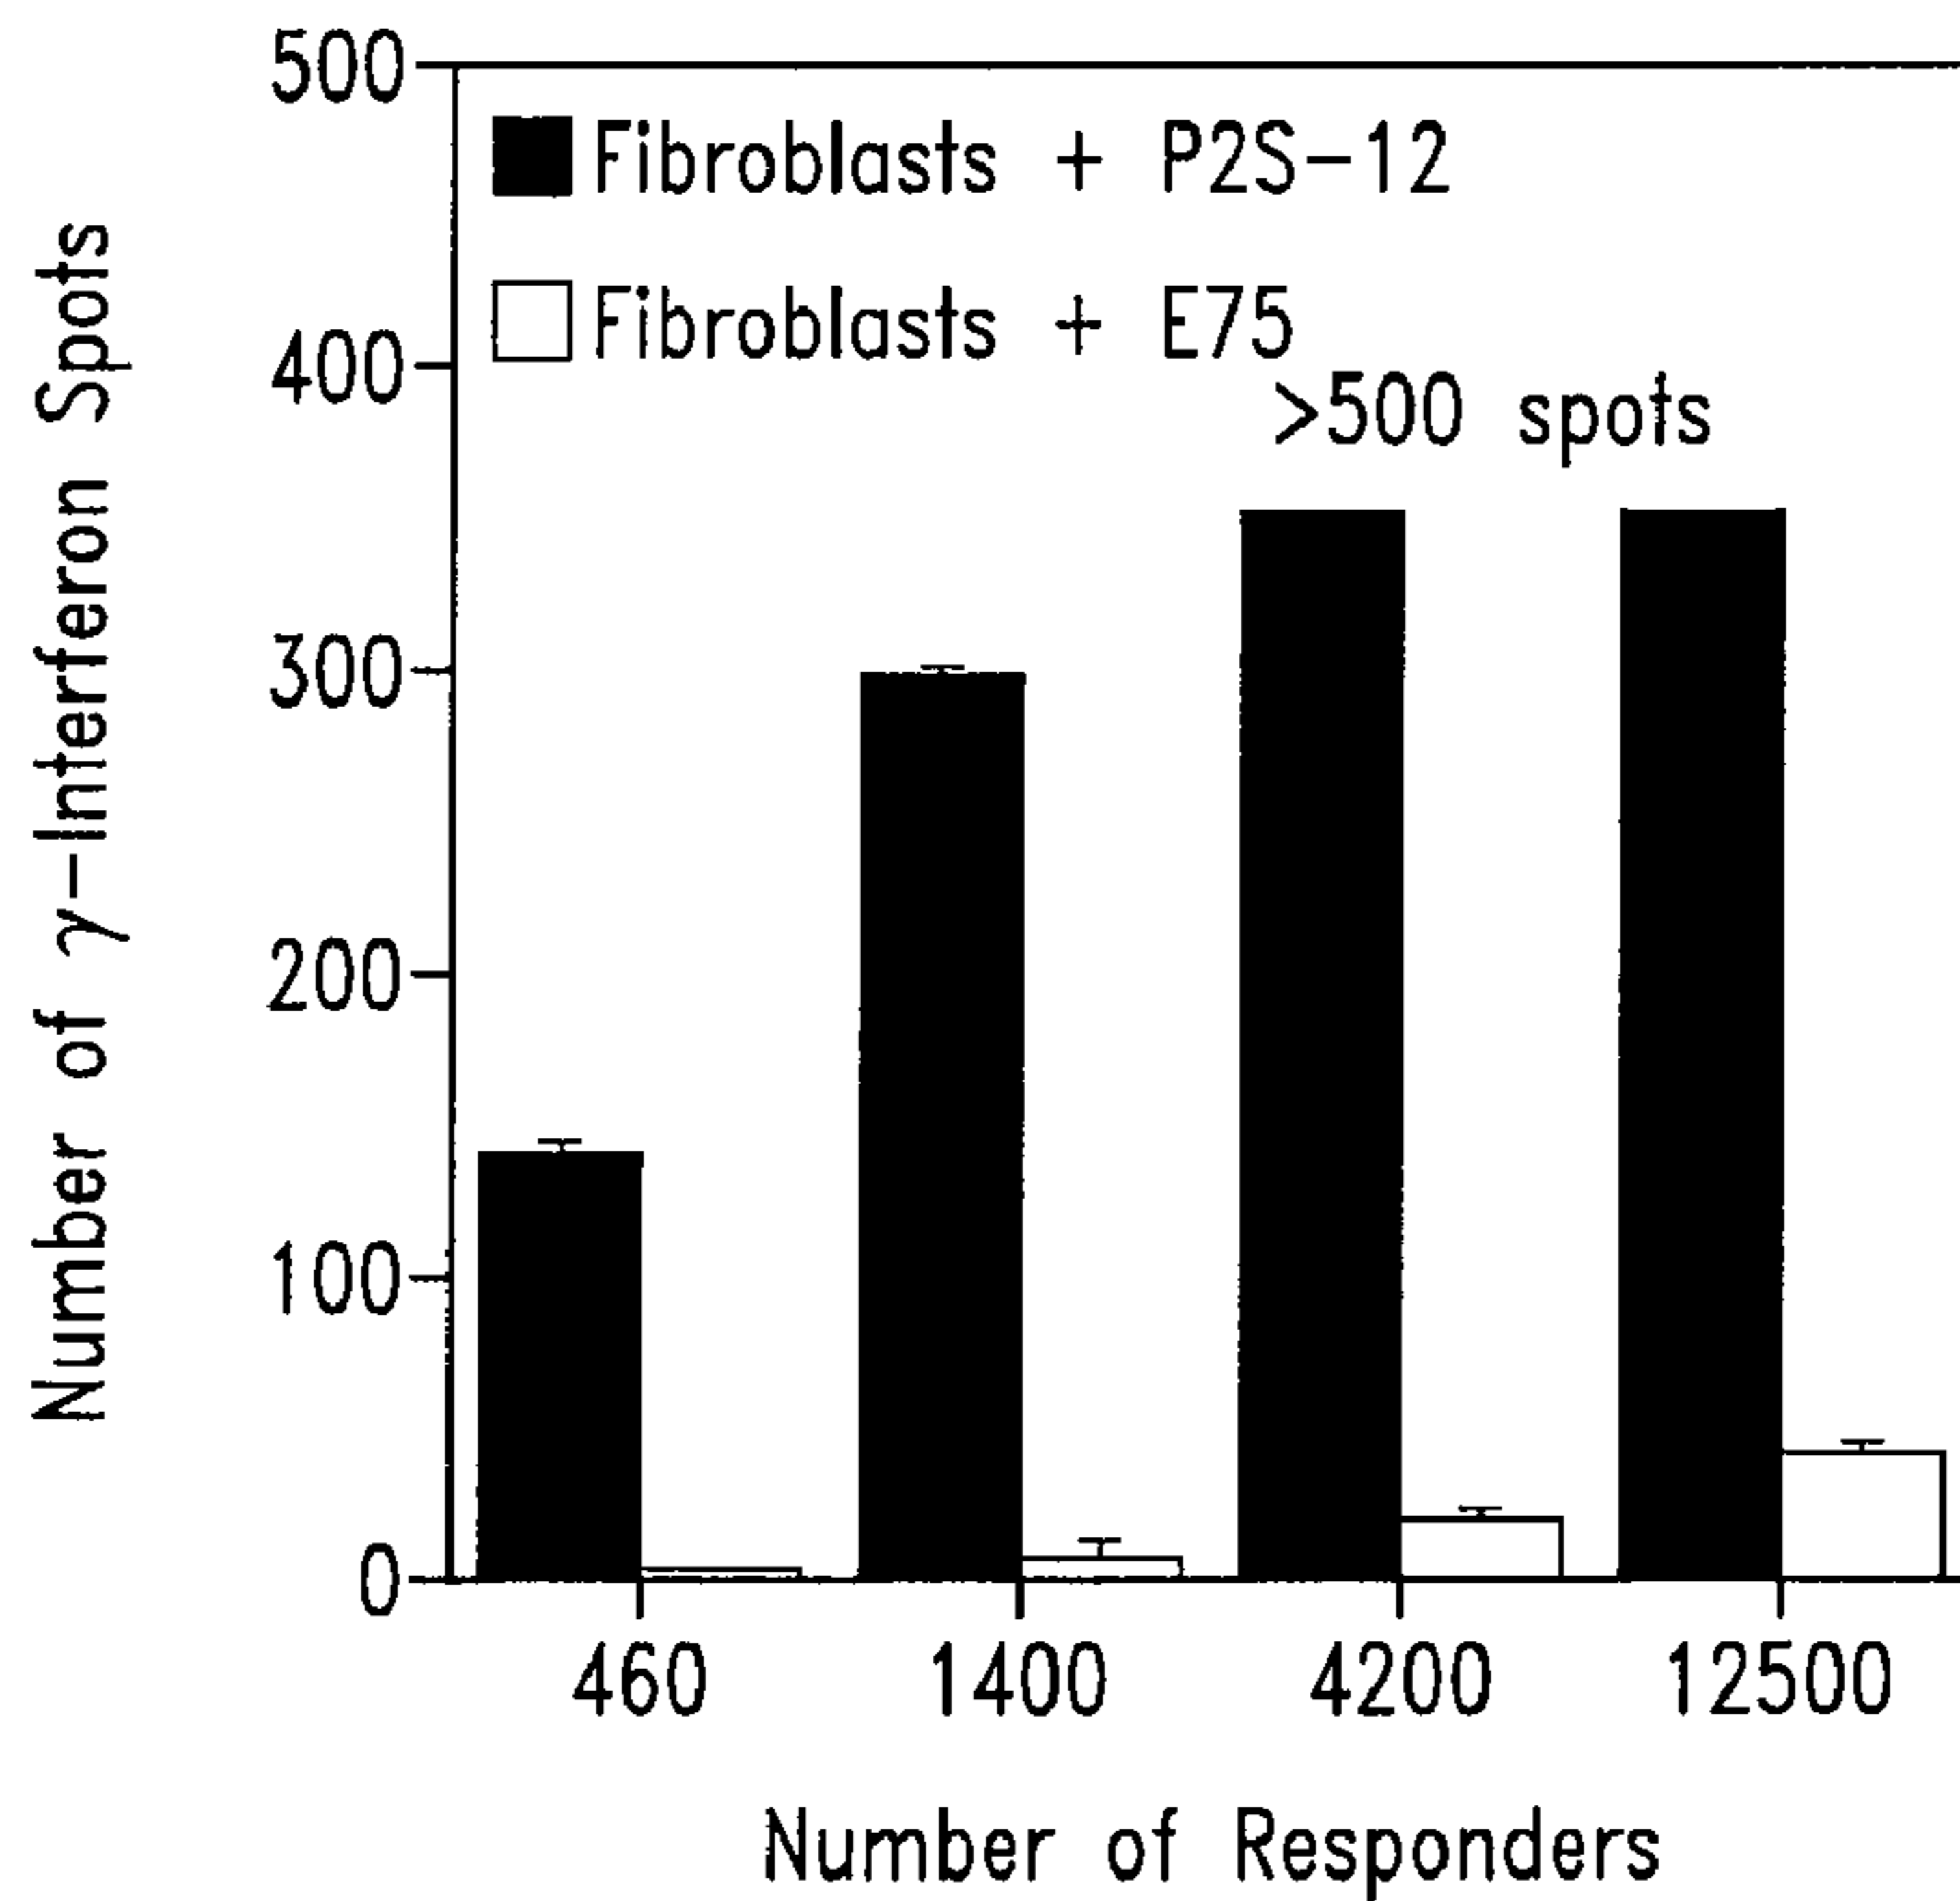 Number of γ-Interferon Spots
500
400
300
200
100
0
Fibroblasts + P2S-12
Fibroblasts + E75
>500 spots
460 1400 4200 12500
Number of Responders